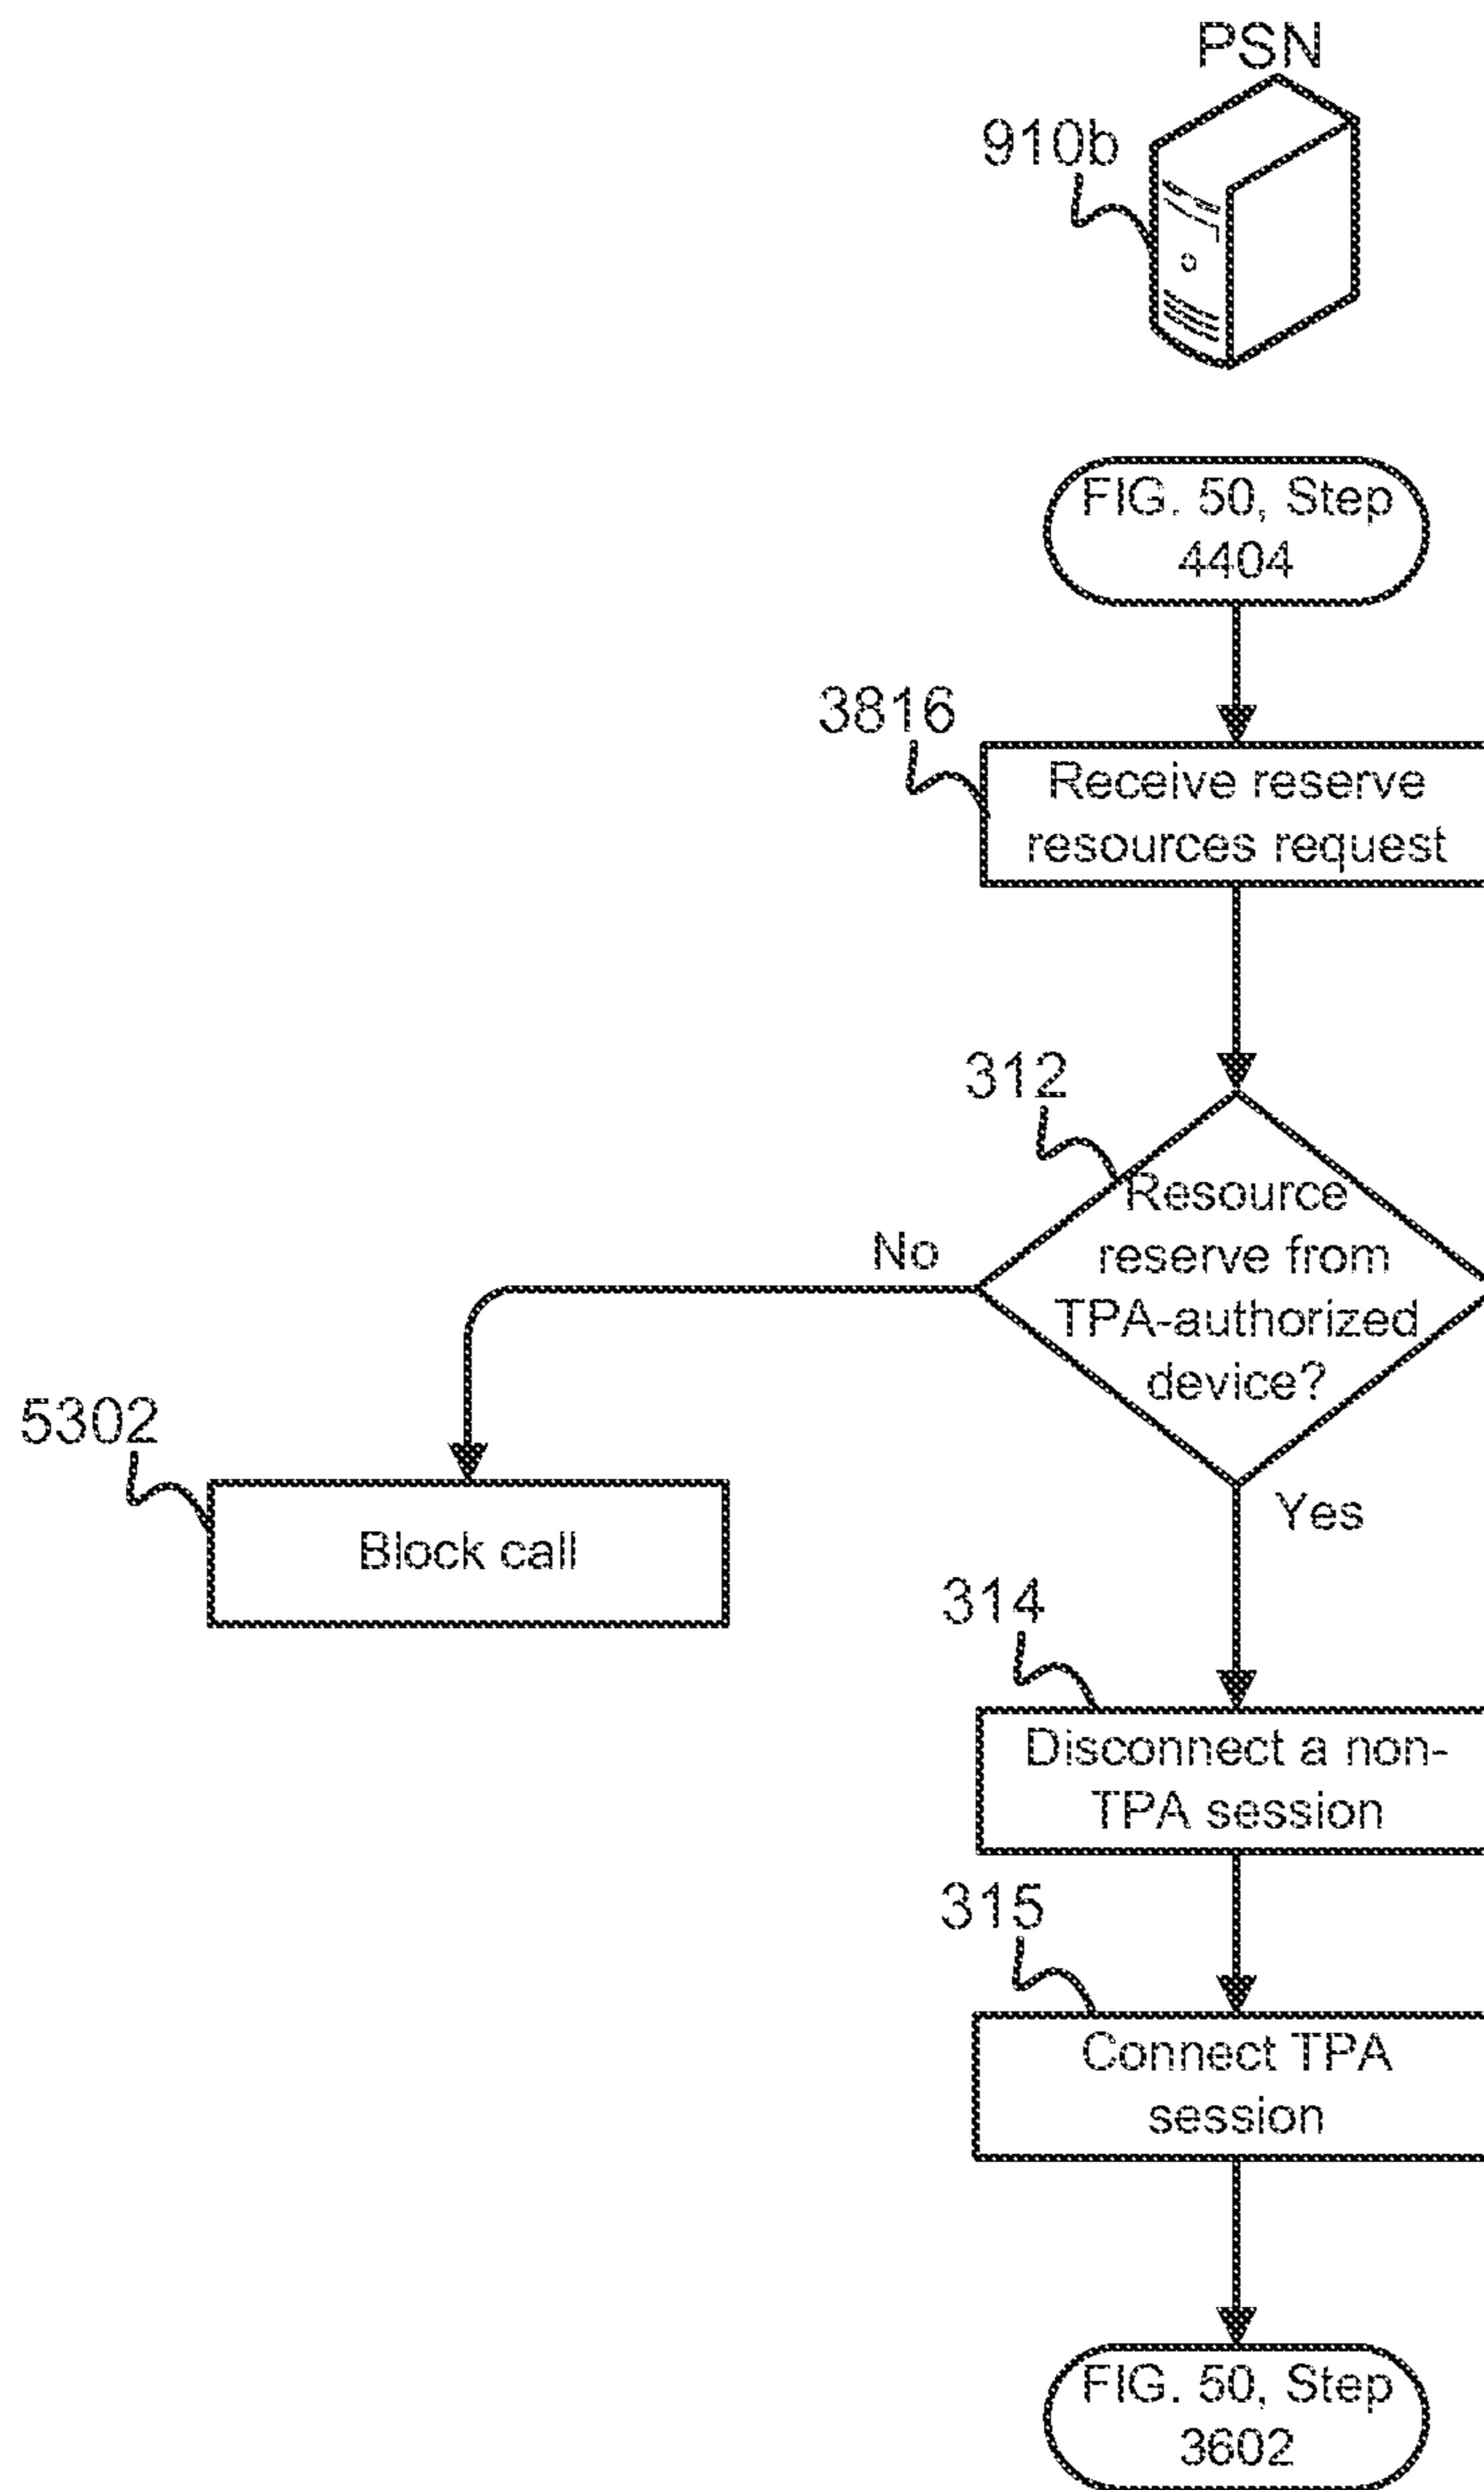 PSN
910b
FIG. 50, Step
4404
3816
Receive reserve
resources request
312
Resource
reserve from
TPA-authorized
device?
No
Yes
5302
Block call
314
Disconnect a non-
TPA session
315
Connect TPA
session
FIG. 50, Step
3602